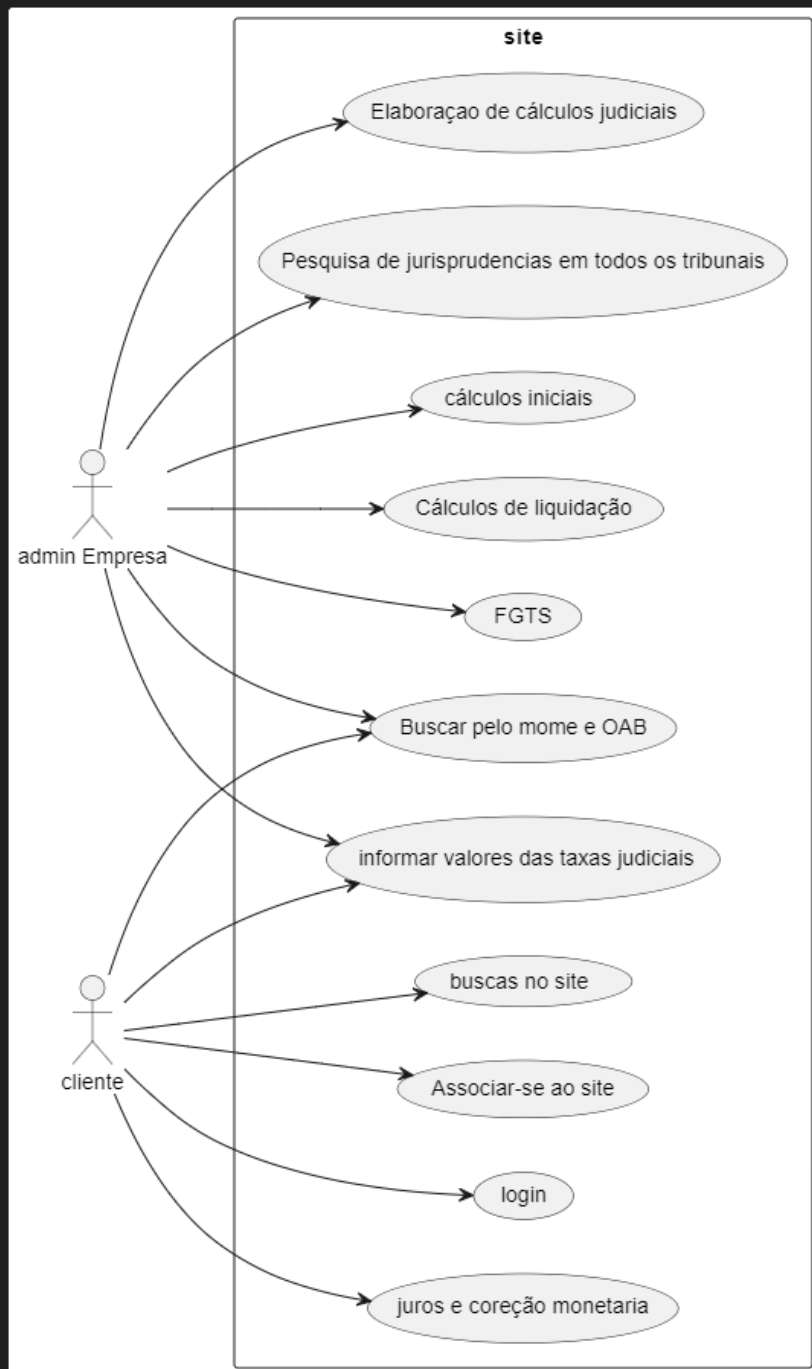 site
Elaboraçao de cálculos judiciais
Pesquisa de jurisprudencias em todos os tribunais
cálculos iniciais
Cálculos de liquidação
admin Empresa
FGTS
Buscar pelo mome e OAB
informar valores das taxas judiciais
buscas no site
cliente
Associar-se ao site
login
juros e coreção monetaria